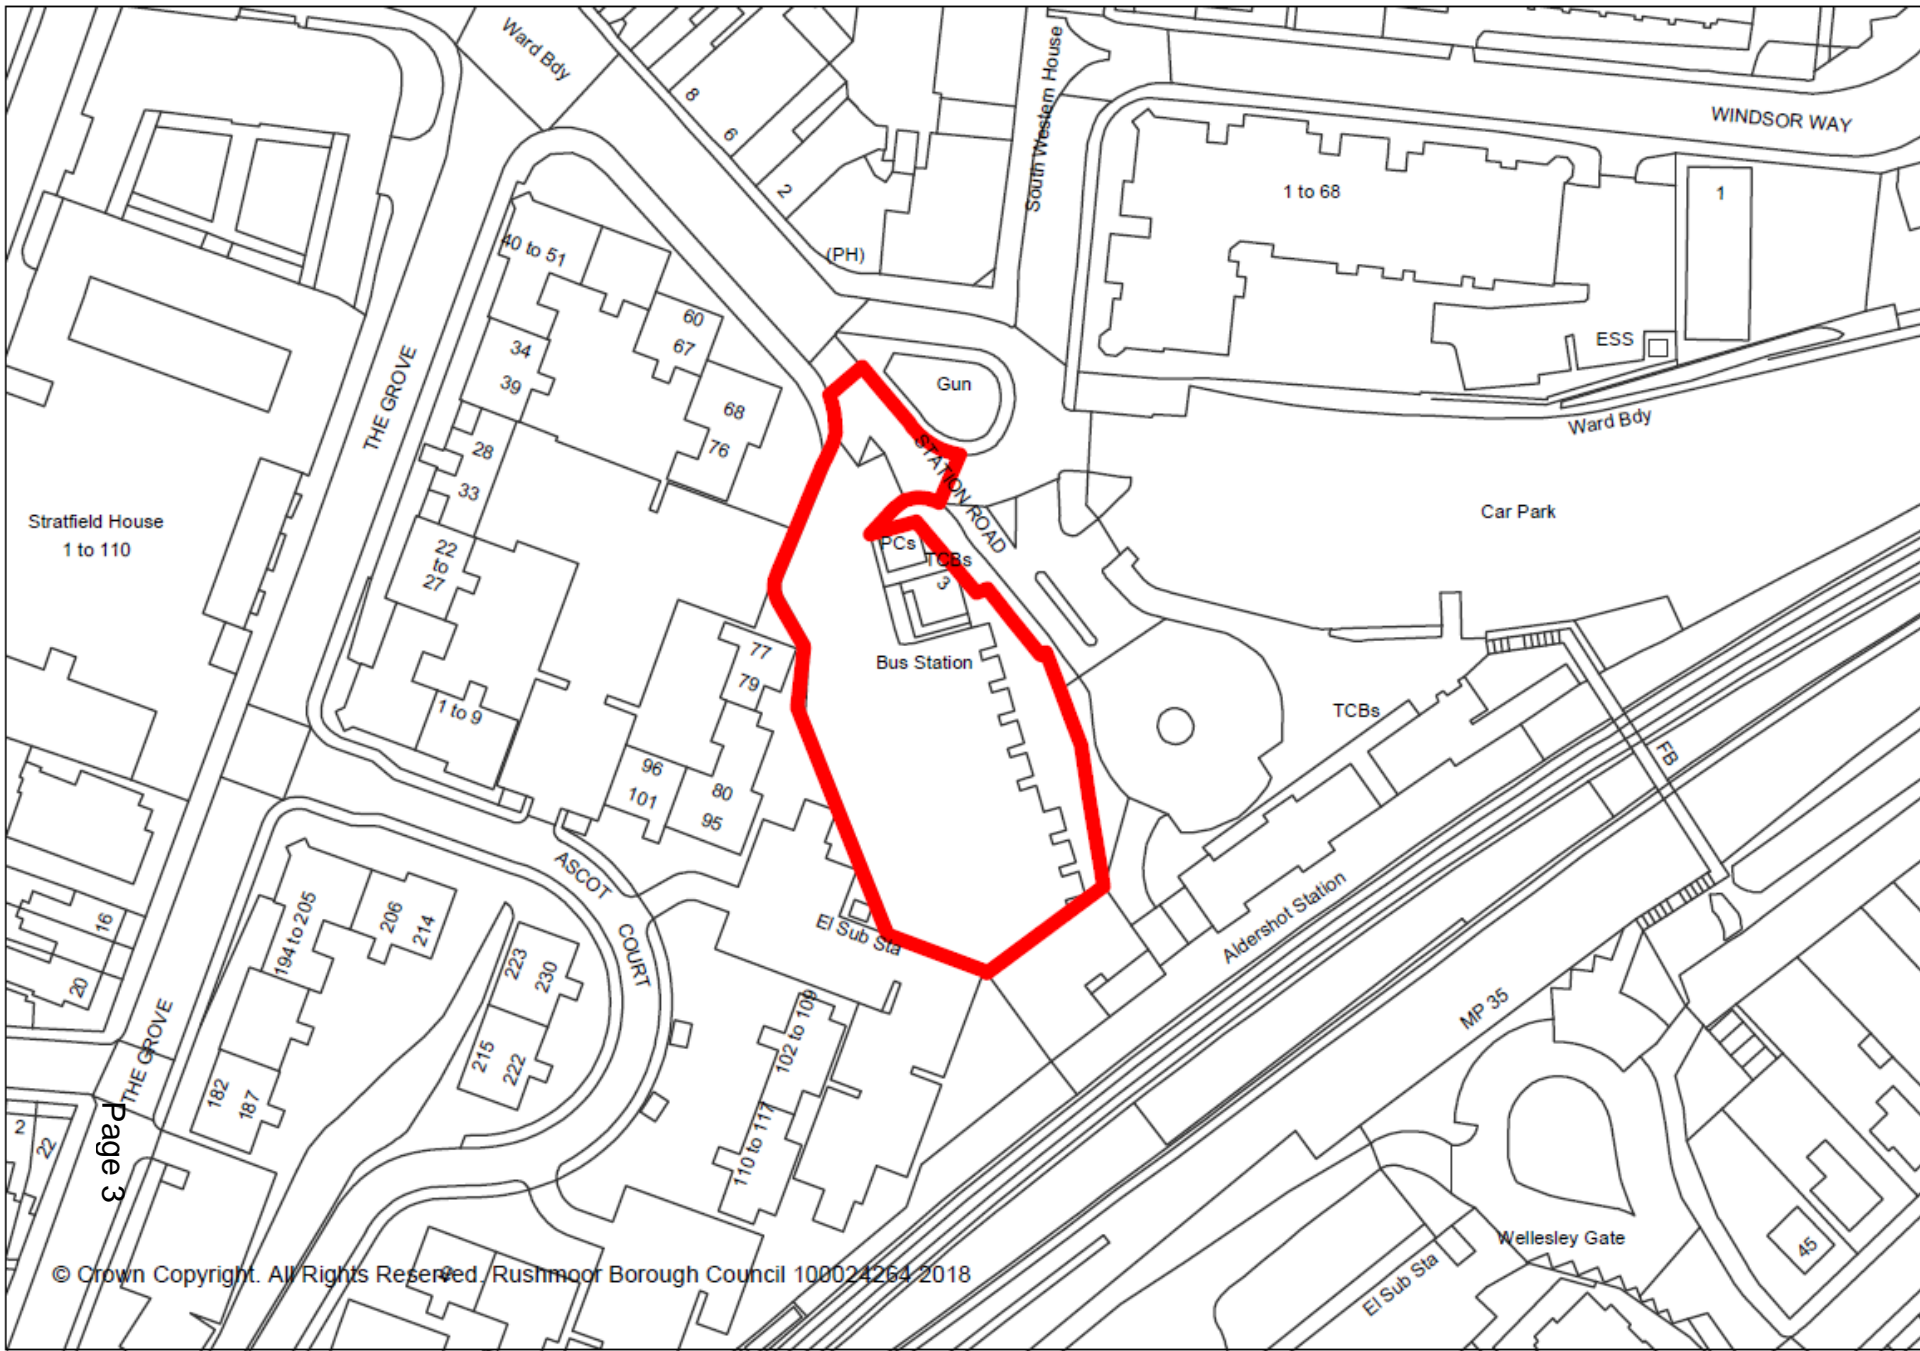 Ward Bdy
8
6
2
(PH)
South Western House
WINDSOR WAY
1 to 68
1
ESS
Ward Bdy
40 to 51
60
67
34
39
68
76
THE GROVE
28
33
Gun
STATION ROAD
Car Park
Stratfield House
1 to 110
22
to
27
PCs
TCBs
3
Bus Station
77
79
1 to 9
TCBs
FB
96
101
80
95
ASCOT COURT
El Sub Sta
Aldershot Station
MP 35
16
20
194 to 205
206
214
223
230
215
222
102 to 109
110 to 117
THE GROVE
182
187
2
22
Page 3
Wellesley Gate
El Sub Sta
45
© Crown Copyright. All Rights Reserved. Rushmoor Borough Council 100024264 2018